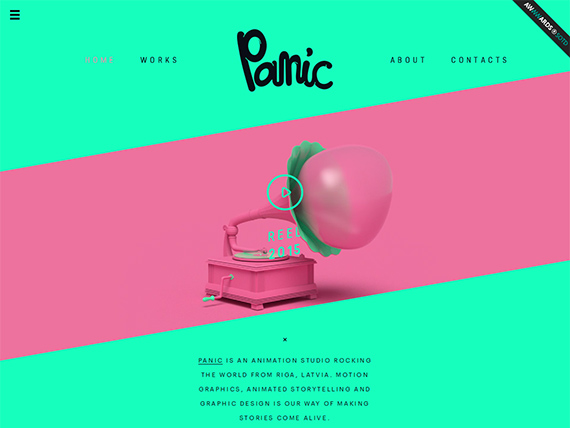 AWWWARDS ® SOTD
Panic
HOME WORKS ABOUT CONTACTS
REEL
2015
×
PANIC IS AN ANIMATION STUDIO ROCKING
THE WORLD FROM RIGA, LATVIA. MOTION
GRAPHICS, ANIMATED STORYTELLING AND
GRAPHIC DESIGN IS OUR WAY OF MAKING
STORIES COME ALIVE.